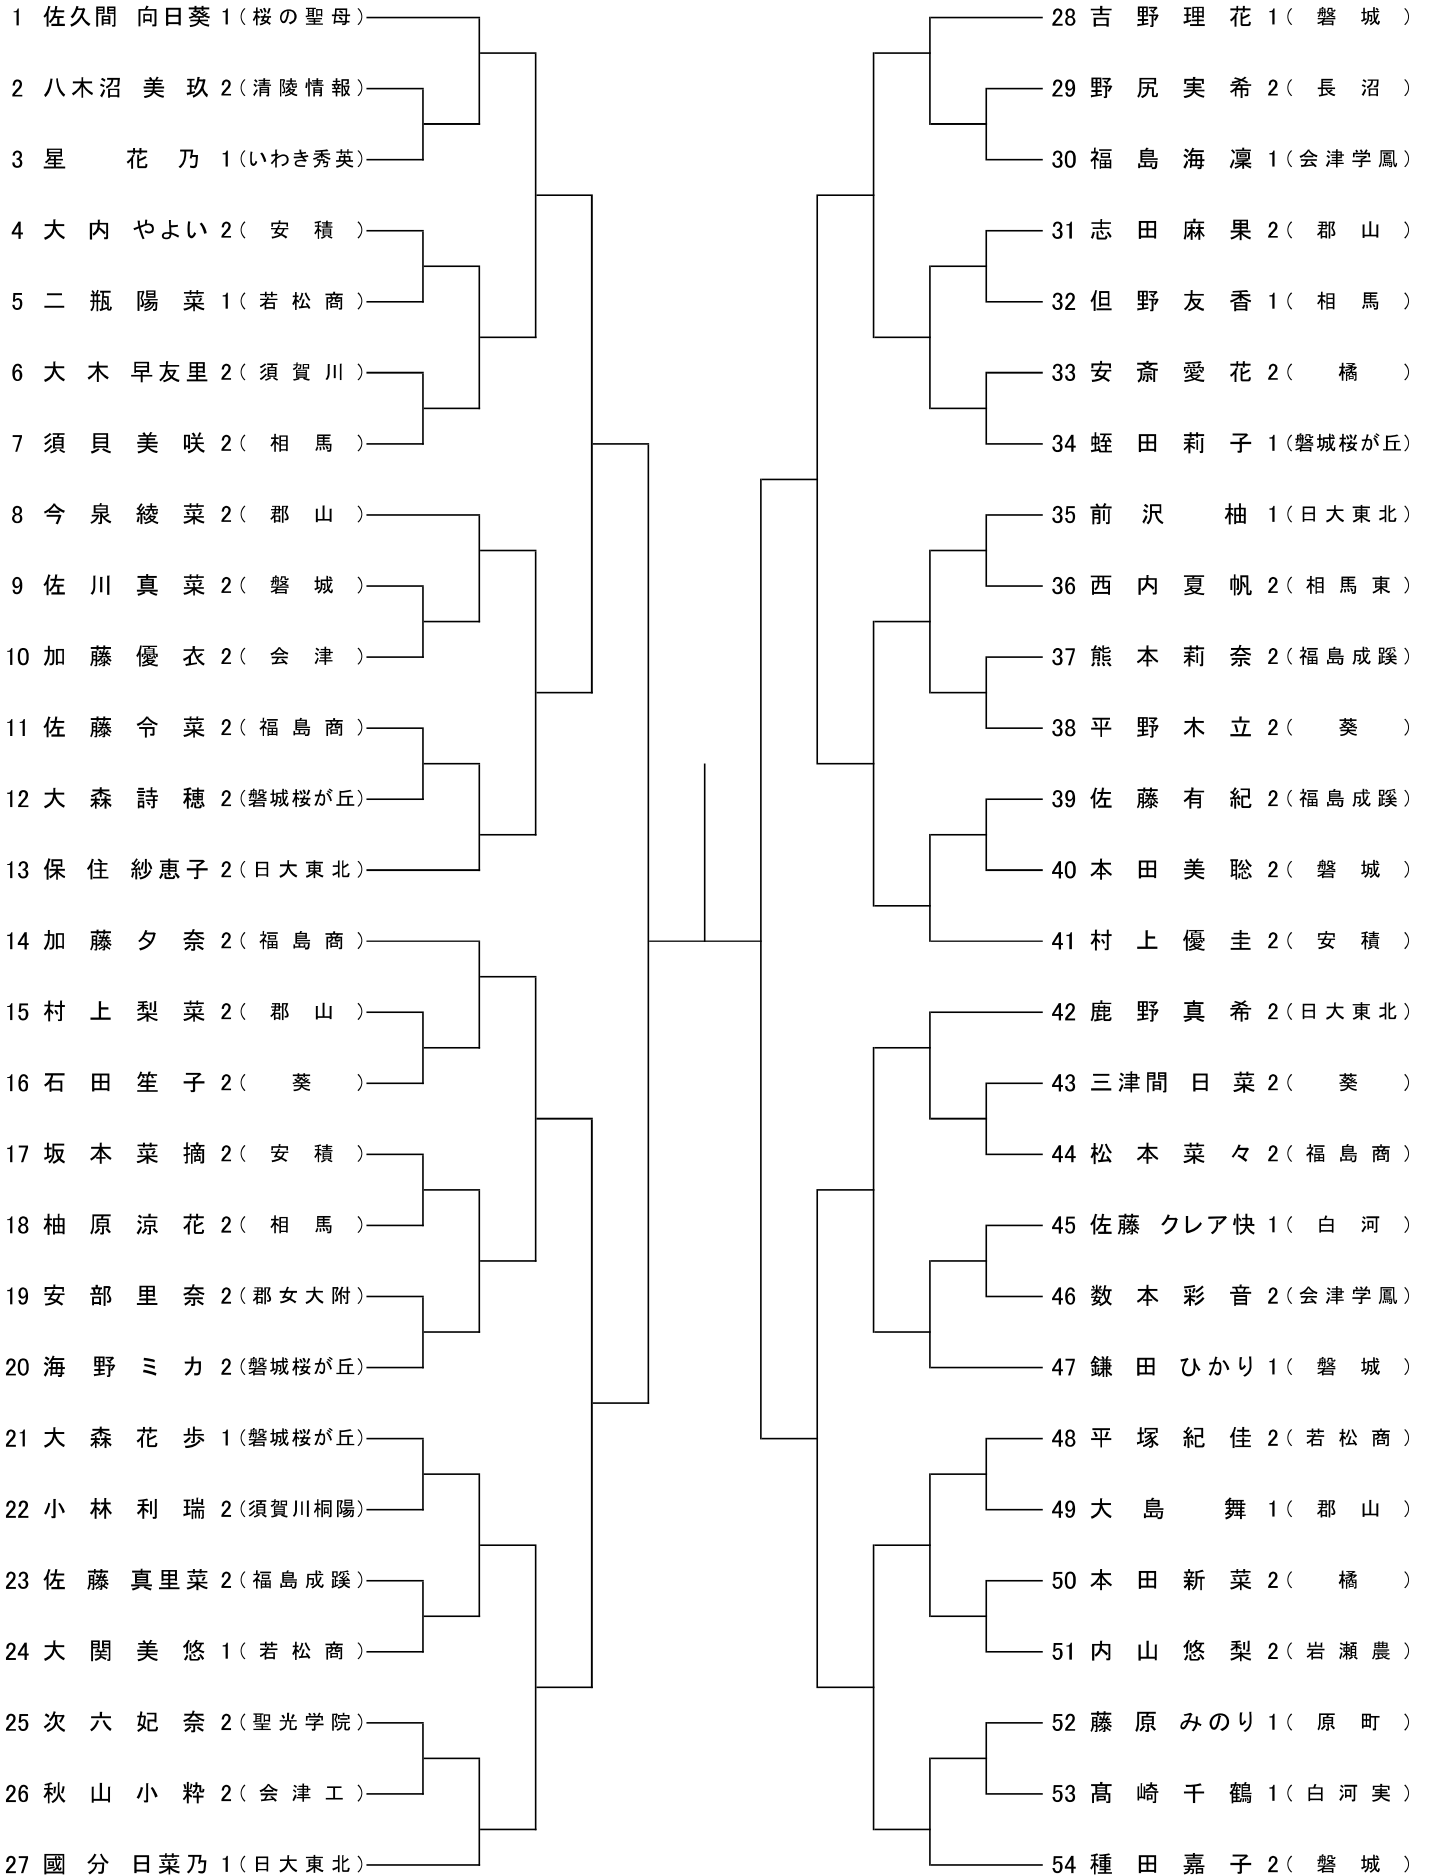 1 佐久間 向日葵 1 (桜の聖母)
2 八木沼 美玖 2 (清陵情報)
3 星 花乃 1 (いわき秀英)
4 大内 やよい 2 (安積)
5 二瓶陽菜 1 (若松商)
6 大木 早友里 2 (須賀川)
7 須貝美咲 2 (相馬)
8 今泉綾菜 2 (郡山)
9 佐川真菜 2 (磐城)
10 加藤優衣 2 (会津)
11 佐藤令菜 2 (福島商)
12 大森詩穂 2 (磐城桜が丘)
13 保住 紗恵子 2 (日大東北)
14 加藤夕奈 2 (福島商)
15 村上梨菜 2 (郡山)
16 石田笙子 2 (葵)
17 坂本菜摘 2 (安積)
18 柚原涼花 2 (相馬)
19 安部里奈 2 (郡女大附)
20 海野ミカ 2 (磐城桜が丘)
21 大森花歩 1 (磐城桜が丘)
22 小林利瑞 2 (須賀川桐陽)
23 佐藤 真里菜 2 (福島成蹊)
24 大関美悠 1 (若松商)
25 次六妃奈 2 (聖光学院)
26 秋山小粋 2 (会津工)
27 國分 日菜乃 1 (日大東北)
28 吉野理花 1 (磐城)
29 野尻実希 2 (長沼)
30 福島海凜 1 (会津学鳳)
31 志田麻果 2 (郡山)
32 但野友香 1 (相馬)
33 安斎愛花 2 (橘)
34 蛭田莉子 1 (磐城桜が丘)
35 前沢 柚 1 (日大東北)
36 西内夏帆 2 (相馬東)
37 熊本莉奈 2 (福島成蹊)
38 平野木立 2 (葵)
39 佐藤有紀 2 (福島成蹊)
40 本田美聡 2 (磐城)
41 村上優圭 2 (安積)
42 鹿野真希 2 (日大東北)
43 三津間 日菜 2 (葵)
44 松本菜々 2 (福島商)
45 佐藤 クレア快 1 (白河)
46 数本彩音 2 (会津学鳳)
47 鎌田 ひかり 1 (磐城)
48 平塚紀佳 2 (若松商)
49 大島 舞 1 (郡山)
50 本田新菜 2 (橘)
51 内山悠梨 2 (岩瀬農)
52 藤原 みのり 1 (原町)
53 髙崎千鶴 1 (白河実)
54 種田嘉子 2 (磐城)